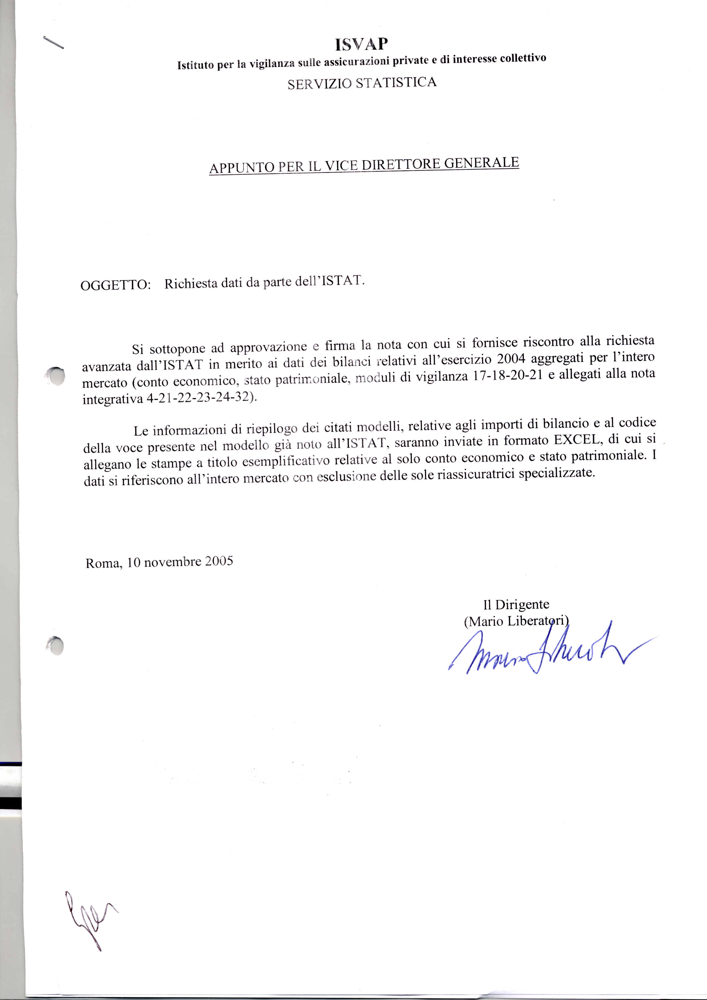 ISVAP
Istituto per la vigilanza sulle assicurazioni private e di interesse collettivo
SERVIZIO STATISTICA
APPUNTO PER IL VICE DIRETTORE GENERALE
OGGETTO: Richiesta dati da parte dell'ISTAT.
Si sottopone ad approvazione e firma la nota con cui si fornisce riscontro alla richiesta
avanzata dall'ISTAT in merito ai dati dei bilanci relativi all'esercizio 2004 aggregati per l'intero
mercato (conto economico, stato patrimoniale, moduli di vigilanza 17-18-20-21 e allegati alla nota
integrativa 4-21-22-23-24-32).
Le informazioni di riepilogo dei citati modelli, relative agli importi di bilancio e al codice
della voce presente nel modello già noto all'ISTAT, saranno inviate in formato EXCEL, di cui si
allegano le stampe a titolo esemplificativo relative al solo conto economico e stato patrimoniale. I
dati si riferiscono all'intero mercato con esclusione delle sole riassicuratrici specializzate.
Roma, 10 novembre 2005
Il Dirigente
(Mario Liberatori)